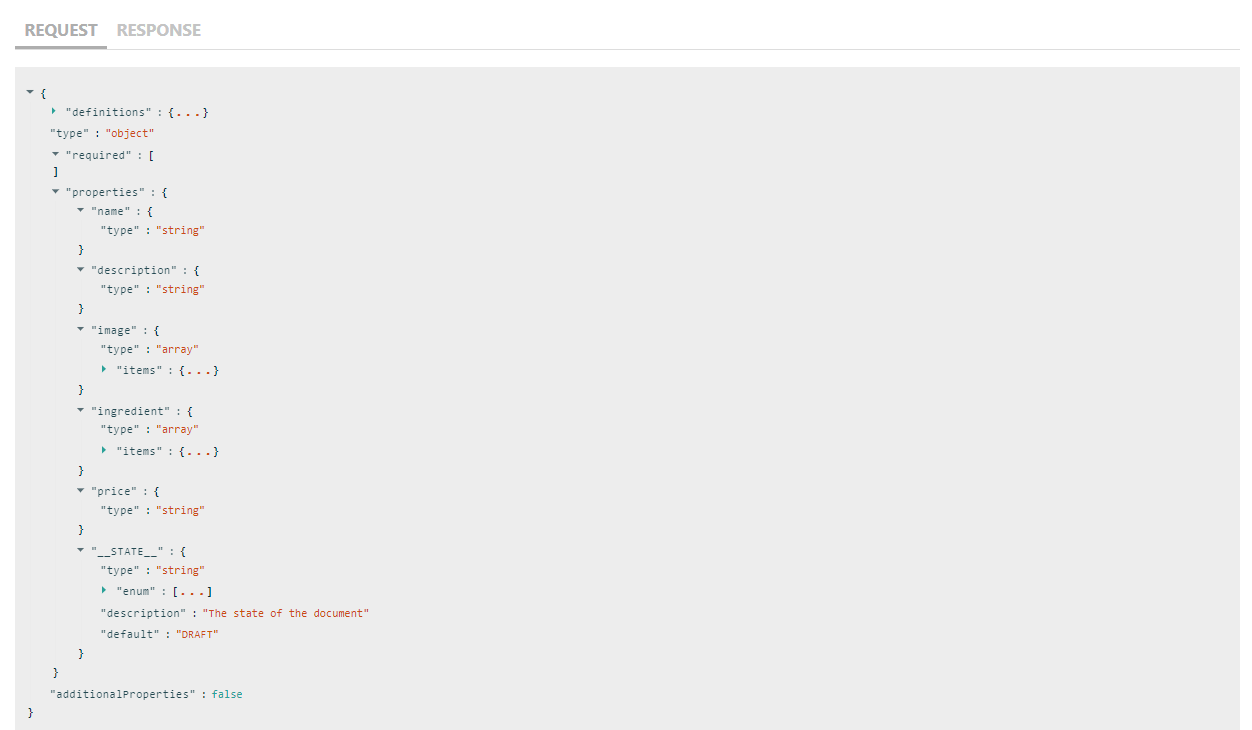 REQUEST RESPONSE
{
"definitions" : {...}
"type" : "object"
"required" : [
]
"properties" : {
"name" : {
"type" : "string"
}
"description" : {
"type" : "string"
}
"image" : {
"type" : "array"
"items" : {...}
}
"ingredient" : {
"type" : "array"
"items" : {...}
}
"price" : {
"type" : "string"
}
"__STATE__" : {
"type" : "string"
"enum" : [...]
"description" : "The state of the document"
"default" : "DRAFT"
}
}
"additionalProperties" : false
}